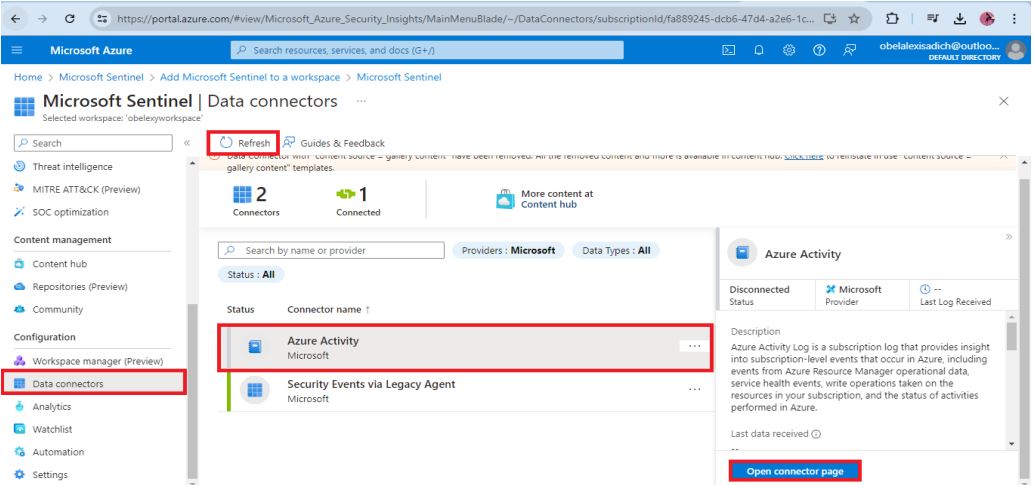 https://portal.azure.com/#view/Microsoft_Azure_Security_Insights/MainMenuBlade/~/DataConnectors/subscriptionId/fa889245-dcb6-47d4-a2e6-1c...
Microsoft Azure
Search resources, services, and docs (G+/)
obelalexisadich@outloo...
DEFAULT DIRECTORY
Home > Microsoft Sentinel > Add Microsoft Sentinel to a workspace > Microsoft Sentinel
Microsoft Sentinel | Data connectors ...
Selected workspace: 'obelexyworkspace'
Search
Threat intelligence
MITRE ATT&CK (Preview)
SOC optimization
Content management
Content hub
Repositories (Preview)
Community
Configuration
Workspace manager (Preview)
Data connectors
Analytics
Watchlist
Automation
Settings
Refresh
Guides & Feedback
Data Connector with "content source = gallery content" have been removed. All the removed content and more is available in content hub. Click here to reinstate in use "content source =
gallery content" templates.
2
Connectors
1
Connected
More content at
Content hub
Search by name or provider
Providers : Microsoft
Data Types : All
Status : All
Status
Connector name ↑
Azure Activity
Microsoft
Security Events via Legacy Agent
Microsoft
Azure Activity
Disconnected
Status
Microsoft
Provider
--
Last Log Received
Description
Azure Activity Log is a subscription log that provides insight
into subscription-level events that occur in Azure, including
events from Azure Resource Manager operational data,
service health events, write operations taken on the
resources in your subscription, and the status of activities
performed in Azure.
Last data received
--
Open connector page